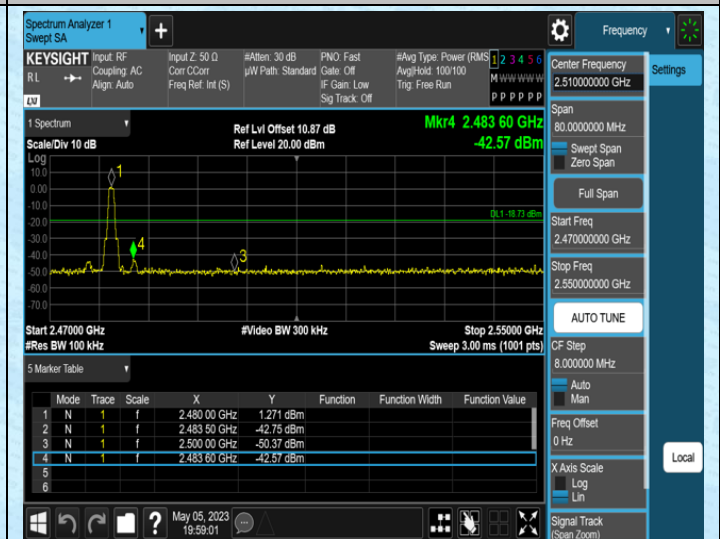 Spectrum Analyzer 1
Swept SA
+
Frequency
KEYSIGHT
RL
LXI
Input: RF
Coupling: AC
Align: Auto
Input Z: 50 Ω
Corr CCorr
Freq Ref: Int (S)
#Atten: 30 dB
µW Path: Standard
PNO: Fast
Gate: Off
IF Gain: Low
Sig Track: Off
#Avg Type: Power (RMS
Avg|Hold: 100/100
Trig: Free Run
1 2 3 4 5 6
M W W W W W
P P P P P P
1 Spectrum
Scale/Div 10 dB
Ref Lvl Offset 10.87 dB
Ref Level 20.00 dBm
Mkr4 2.483 60 GHz
-42.57 dBm
Log
10.0
0.00
-10.0
-20.0
-30.0
-40.0
-50.0
-60.0
-70.0
1
4
3
DL1 -18.73 dBm
Start 2.47000 GHz
#Res BW 100 kHz
#Video BW 300 kHz
Stop 2.55000 GHz
Sweep 3.00 ms (1001 pts)
5 Marker Table
Mode Trace Scale X Y Function Function Width Function Value
1 N 1 f 2.480 00 GHz 1.271 dBm
2 N 1 f 2.483 50 GHz -42.75 dBm
3 N 1 f 2.500 00 GHz -50.37 dBm
4 N 1 f 2.483 60 GHz -42.57 dBm
5
6
?
May 05, 2023
19:59:01
Center Frequency
2.510000000 GHz
Span
80.0000000 MHz
Swept Span
Zero Span
Full Span
Start Freq
2.470000000 GHz
Stop Freq
2.550000000 GHz
AUTO TUNE
CF Step
8.000000 MHz
Auto
Man
Freq Offset
0 Hz
X Axis Scale
Log
Lin
Signal Track
(Span Zoom)
Settings
Local